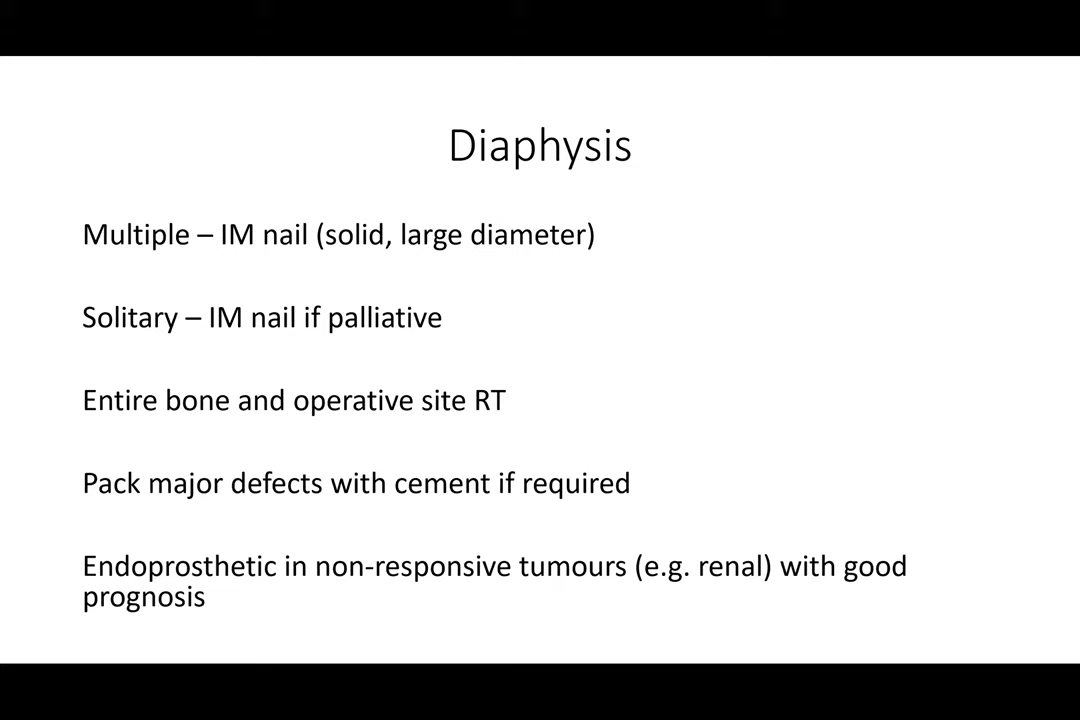 Diaphysis
Multiple – IM nail (solid, large diameter)
Solitary – IM nail if palliative
Entire bone and operative site RT
Pack major defects with cement if required
Endoprosthetic in non-responsive tumours (e.g. renal) with good
prognosis